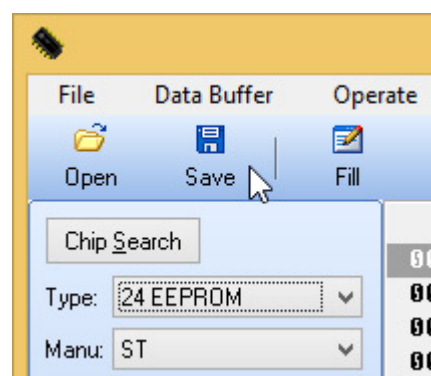 File Data Buffer Operate
Open Save Fill
Chip Search
Type: 24 EEPROM
Manu: ST